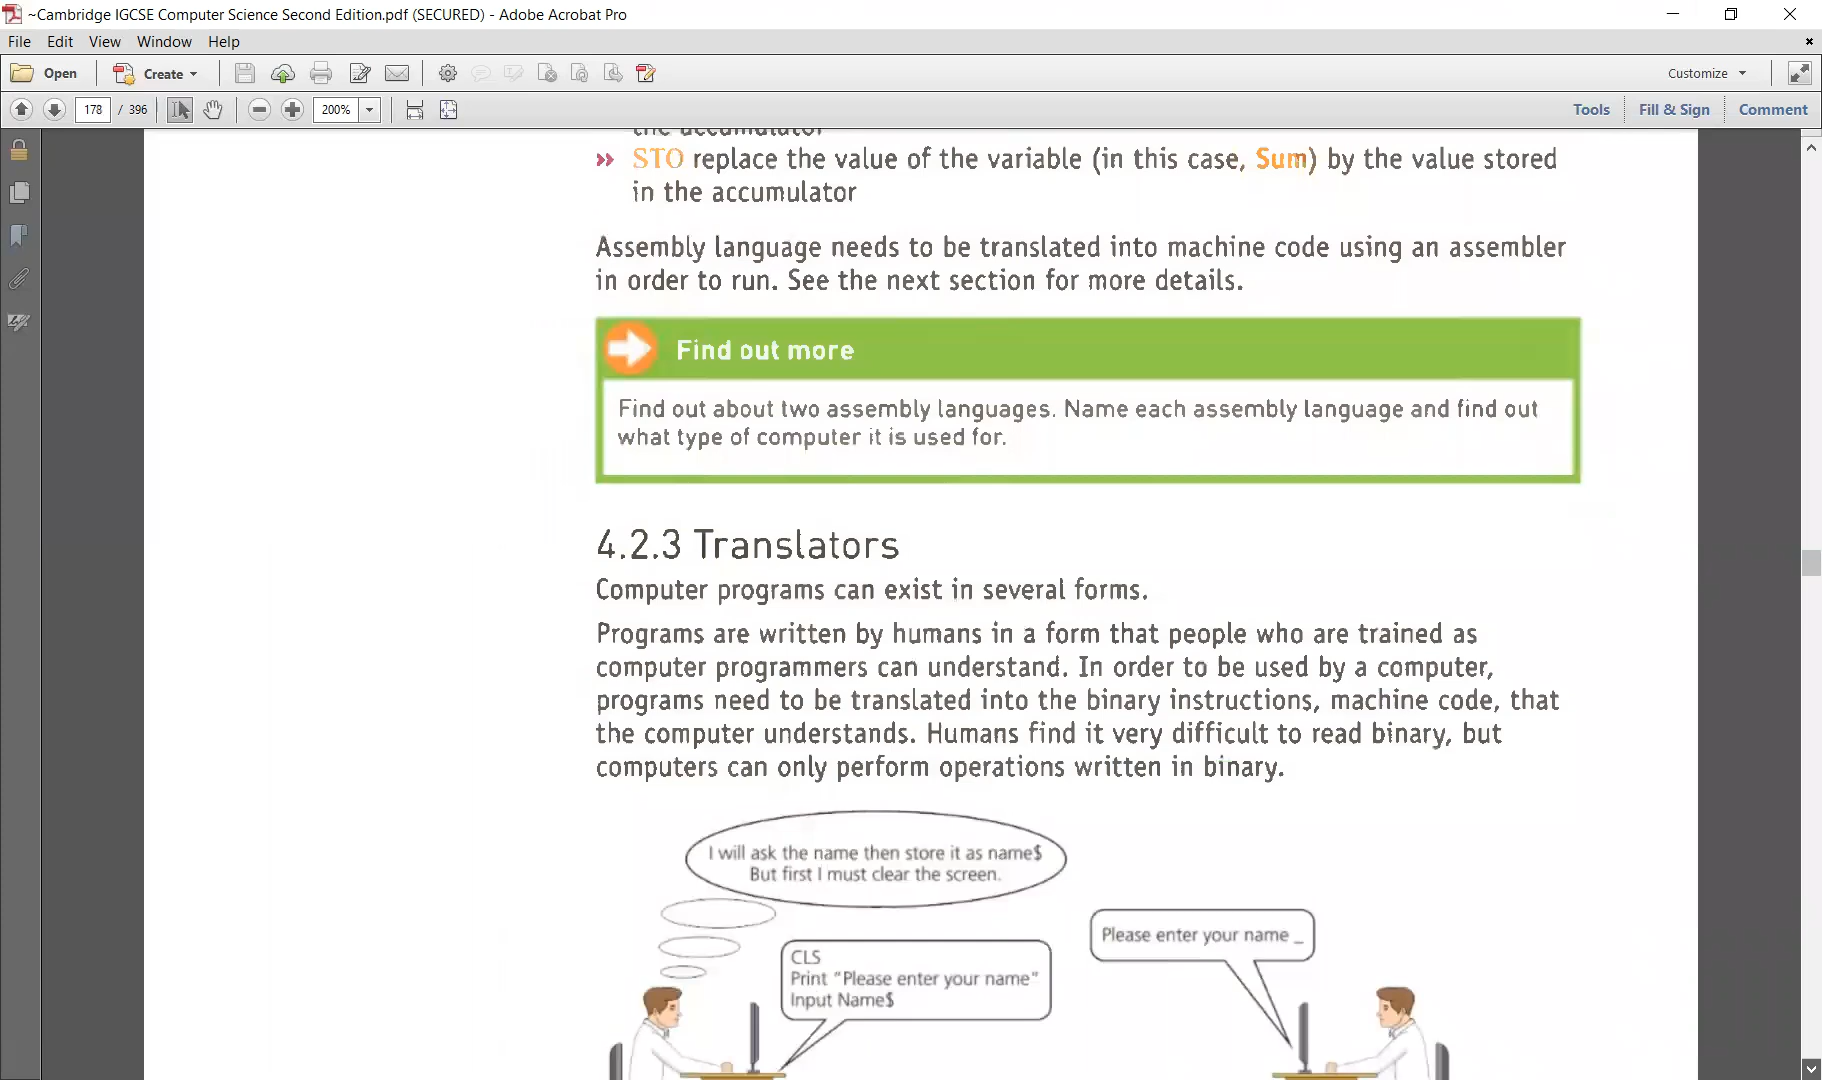 ~Cambridge IGCSE Computer Science Second Edition.pdf (SECURED) - Adobe Acrobat Pro
File Edit View Window Help
Open Create Customize
178 / 396 200% Tools Fill & Sign Comment
the accumulator
» STO replace the value of the variable (in this case, Sum) by the value stored
in the accumulator
Assembly language needs to be translated into machine code using an assembler
in order to run. See the next section for more details.
Find out more
Find out about two assembly languages. Name each assembly language and find out
what type of computer it is used for.
4.2.3 Translators
Computer programs can exist in several forms.
Programs are written by humans in a form that people who are trained as
computer programmers can understand. In order to be used by a computer,
programs need to be translated into the binary instructions, machine code, that
the computer understands. Humans find it very difficult to read binary, but
computers can only perform operations written in binary.
I will ask the name then store it as name$
But first I must clear the screen.
Please enter your name _
CLS
Print "Please enter your name"
Input Name$